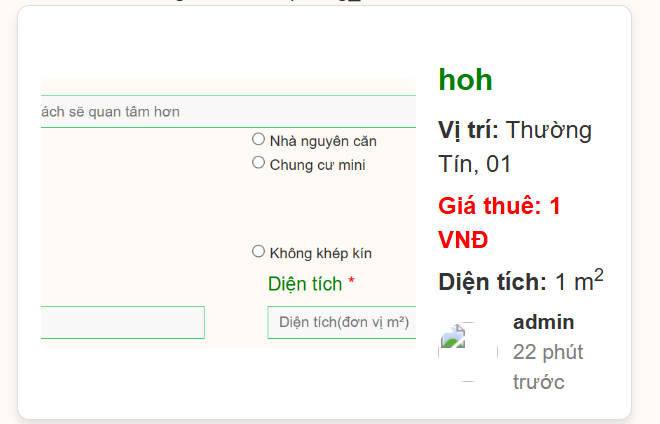 ách sẽ quan tâm hơn
Nhà nguyên căn
Chung cư mini
Không khép kín
Diện tích *
Diện tích(đơn vị m²)
hoh
Vị trí: Thường
Tín, 01
Giá thuê: 1
VNĐ
Diện tích: 1 m²
admin
22 phút
trước